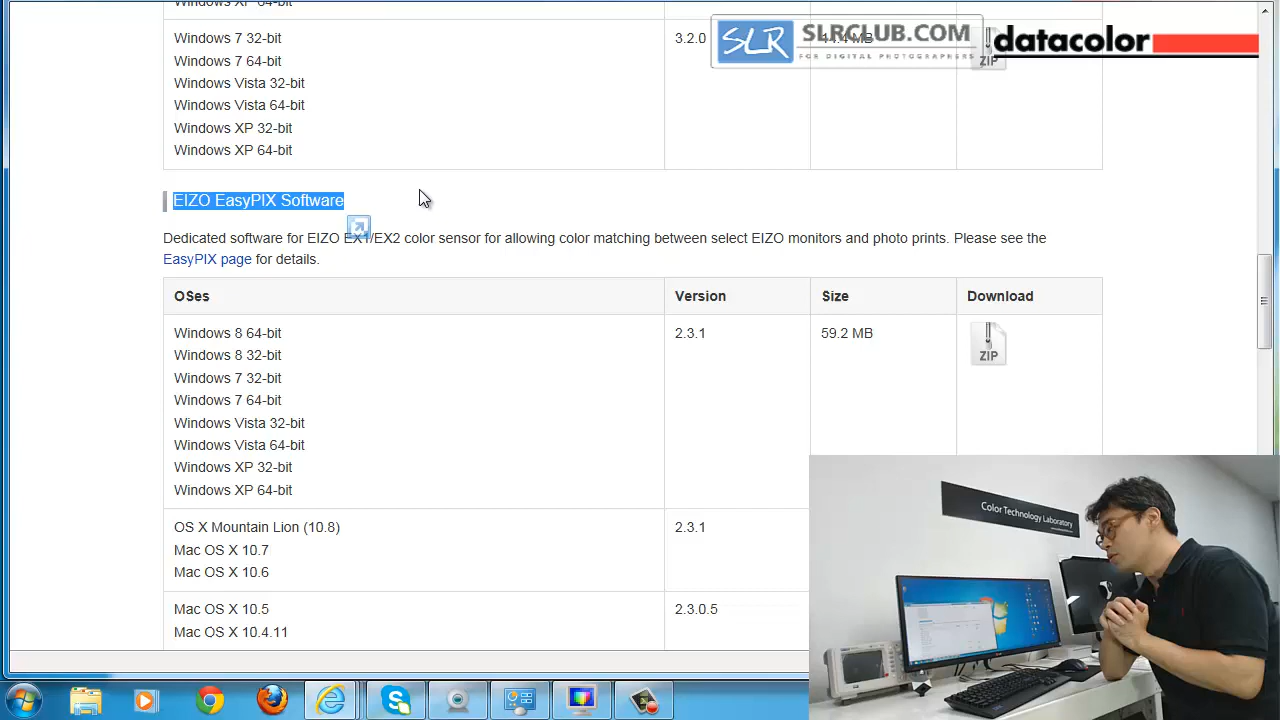 Windows XP 64-bit
Windows 7 32-bit
3.2.0
Windows 7 64-bit
Windows Vista 32-bit
Windows Vista 64-bit
Windows XP 32-bit
Windows XP 64-bit
SLR
SLRCLUB.COM
FOR DIGITAL PHOTOGRAPHERS
datacolor
ZIP
EIZO EasyPIX Software
Dedicated software for EIZO EX1/EX2 color sensor for allowing color matching between select EIZO monitors and photo prints. Please see the
EasyPIX page for details.
OSes Version Size Download
Windows 8 64-bit 2.3.1 59.2 MB
ZIP
Windows 8 32-bit
Windows 7 32-bit
Windows 7 64-bit
Windows Vista 32-bit
Windows Vista 64-bit
Windows XP 32-bit
Windows XP 64-bit
OS X Mountain Lion (10.8) 2.3.1
Mac OS X 10.7
Mac OS X 10.6
Mac OS X 10.5 2.3.0.5
Mac OS X 10.4.11
Color Technology Laboratory